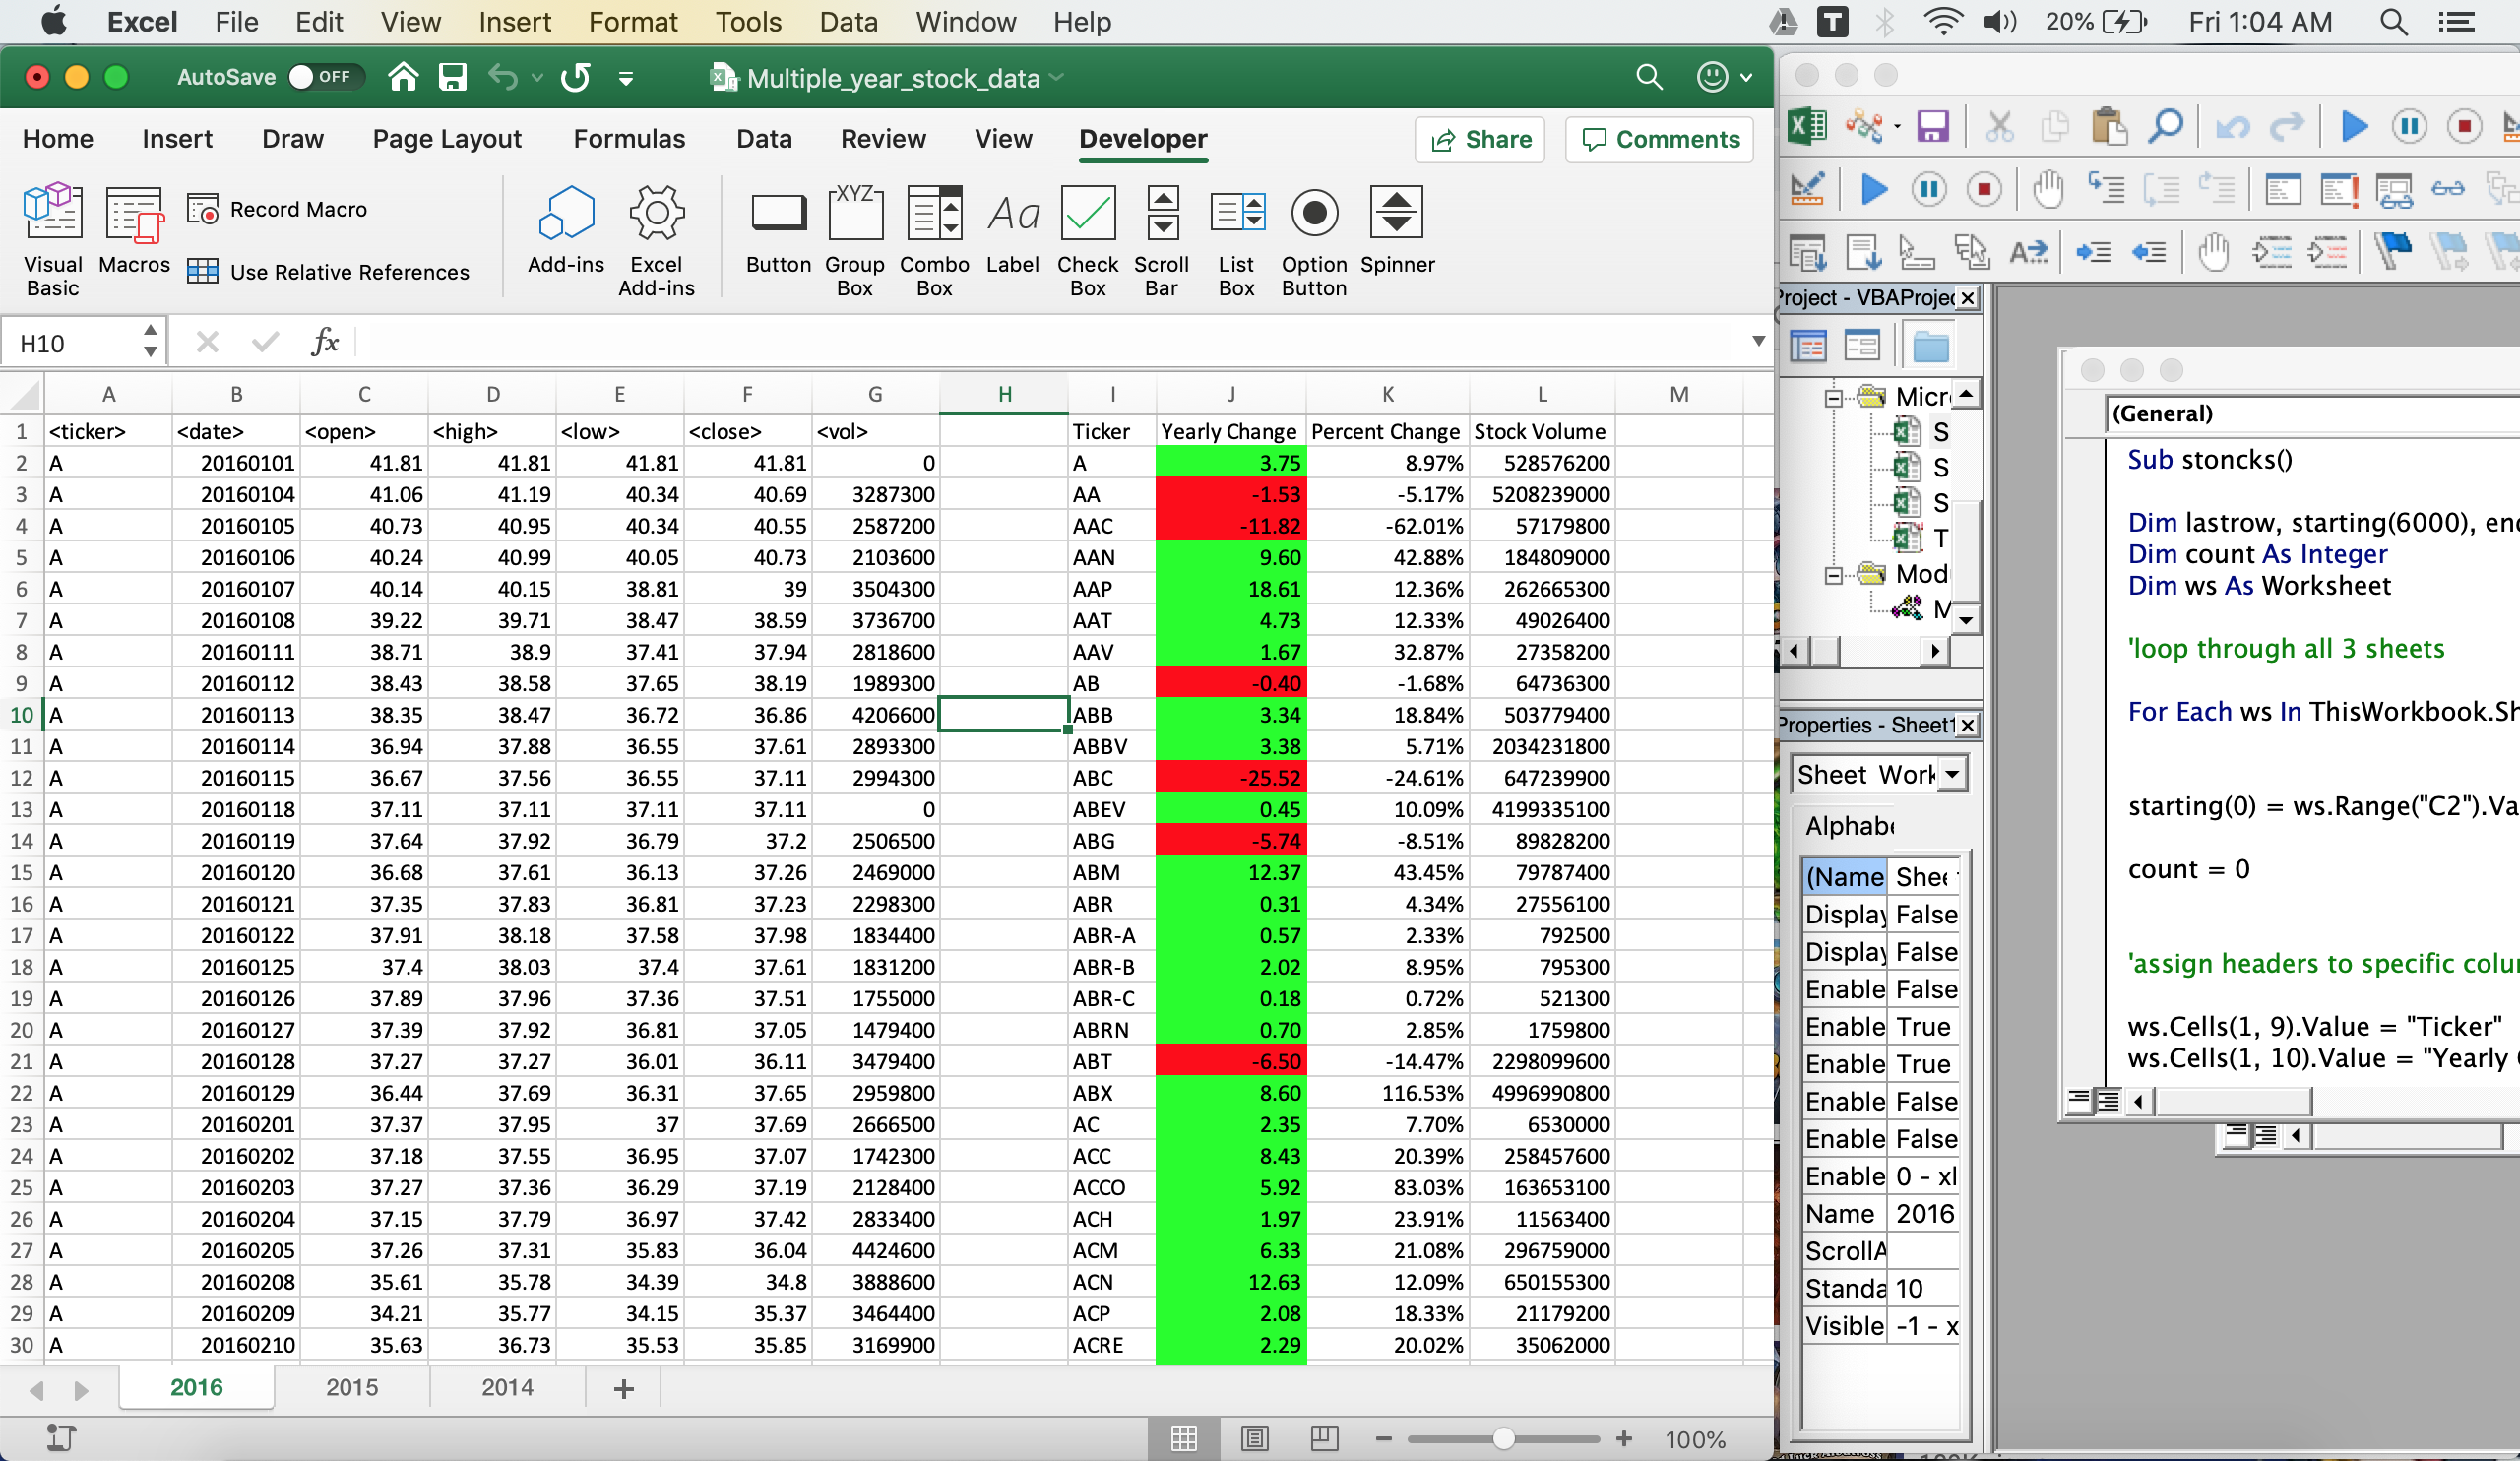 Excel File Edit View Insert Format Tools Data Window Help 20% Fri 1:04 AM
AutoSave OFF Multiple_year_stock_data
Home Insert Draw Page Layout Formulas Data Review View Developer Share Comments
Visual Basic Macros Record Macro Use Relative References Add-ins Excel Add-ins Button Group Box Combo Box Label Check Box Scroll Bar List Box Option Button Spinner
H10 fx
A B C D E F G H I J K L M
1 <ticker> <date> <open> <high> <low> <close> <vol> Ticker Yearly Change Percent Change Stock Volume
2 A 20160101 41.81 41.81 41.81 41.81 0 A 3.75 8.97% 528576200
3 A 20160104 41.06 41.19 40.34 40.69 3287300 AA -1.53 -5.17% 5208239000
4 A 20160105 40.73 40.95 40.34 40.55 2587200 AAC -11.82 -62.01% 57179800
5 A 20160106 40.24 40.99 40.05 40.73 2103600 AAN 9.60 42.88% 184809000
6 A 20160107 40.14 40.15 38.81 39 3504300 AAP 18.61 12.36% 262665300
7 A 20160108 39.22 39.71 38.47 38.59 3736700 AAT 4.73 12.33% 49026400
8 A 20160111 38.71 38.9 37.41 37.94 2818600 AAV 1.67 32.87% 27358200
9 A 20160112 38.43 38.58 37.65 38.19 1989300 AB -0.40 -1.68% 64736300
10 A 20160113 38.35 38.47 36.72 36.86 4206600 ABB 3.34 18.84% 503779400
11 A 20160114 36.94 37.88 36.55 37.61 2893300 ABBV 3.38 5.71% 2034231800
12 A 20160115 36.67 37.56 36.55 37.11 2994300 ABC -25.52 -24.61% 647239900
13 A 20160118 37.11 37.11 37.11 37.11 0 ABEV 0.45 10.09% 4199335100
14 A 20160119 37.64 37.92 36.79 37.2 2506500 ABG -5.74 -8.51% 89828200
15 A 20160120 36.68 37.61 36.13 37.26 2469000 ABM 12.37 43.45% 79787400
16 A 20160121 37.35 37.83 36.81 37.23 2298300 ABR 0.31 4.34% 27556100
17 A 20160122 37.91 38.18 37.58 37.98 1834400 ABR-A 0.57 2.33% 792500
18 A 20160125 37.4 38.03 37.4 37.61 1831200 ABR-B 2.02 8.95% 795300
19 A 20160126 37.89 37.96 37.36 37.51 1755000 ABR-C 0.18 0.72% 521300
20 A 20160127 37.39 37.92 36.81 37.05 1479400 ABRN 0.70 2.85% 1759800
21 A 20160128 37.27 37.27 36.01 36.11 3479400 ABT -6.50 -14.47% 2298099600
22 A 20160129 36.44 37.69 36.31 37.65 2959800 ABX 8.60 116.53% 4996990800
23 A 20160201 37.37 37.95 37 37.69 2666500 AC 2.35 7.70% 6530000
24 A 20160202 37.18 37.55 36.95 37.07 1742300 ACC 8.43 20.39% 258457600
25 A 20160203 37.27 37.36 36.29 37.19 2128400 ACCO 5.92 83.03% 163653100
26 A 20160204 37.15 37.79 36.97 37.42 2833400 ACH 1.97 23.91% 11563400
27 A 20160205 37.26 37.31 35.83 36.04 4424600 ACM 6.33 21.08% 296759000
28 A 20160208 35.61 35.78 34.39 34.8 3888600 ACN 12.63 12.09% 650155300
29 A 20160209 34.21 35.77 34.15 35.37 3464400 ACP 2.08 18.33% 21179200
30 A 20160210 35.63 36.73 35.53 35.85 3169900 ACRE 2.29 20.02% 35062000
2016 2015 2014 +
100%
Project - VBAProjec
Micr
S
S
S
T
Mod
M
Properties - Sheet1
Sheet Work
Alphabe
(Name Shee
Display False
Display False
Enable False
Enable True
Enable True
Enable False
Enable False
Enable 0 - xl
Name 2016
ScrollA
Standa 10
Visible -1 - x
(General)
Sub stoncks()
Dim lastrow, starting(6000), en
Dim count As Integer
Dim ws As Worksheet
'loop through all 3 sheets
For Each ws In ThisWorkbook.Sh
starting(0) = ws.Range("C2").Va
count = 0
'assign headers to specific colu
ws.Cells(1, 9).Value = "Ticker"
ws.Cells(1, 10).Value = "Yearly